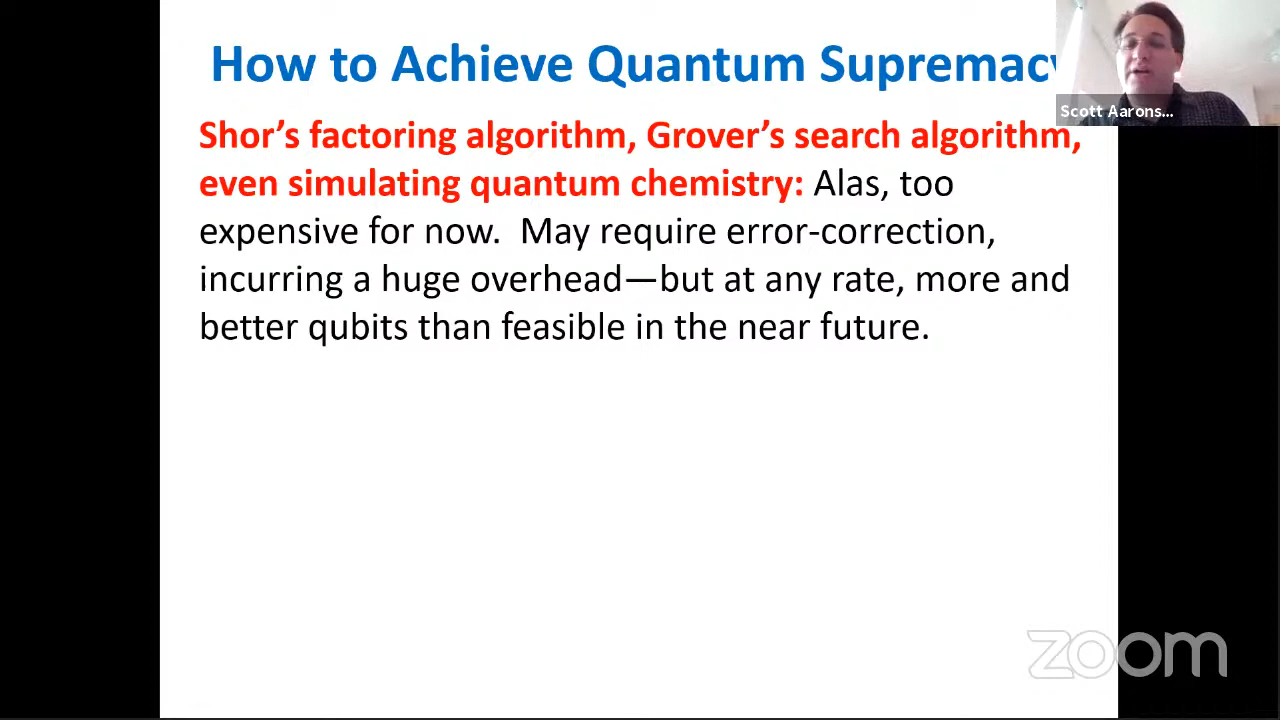 How to Achieve Quantum Supremacy
Scott Aarons...
Shor's factoring algorithm, Grover's search algorithm,
even simulating quantum chemistry: Alas, too
expensive for now. May require error-correction,
incurring a huge overhead—but at any rate, more and
better qubits than feasible in the near future.
zoom